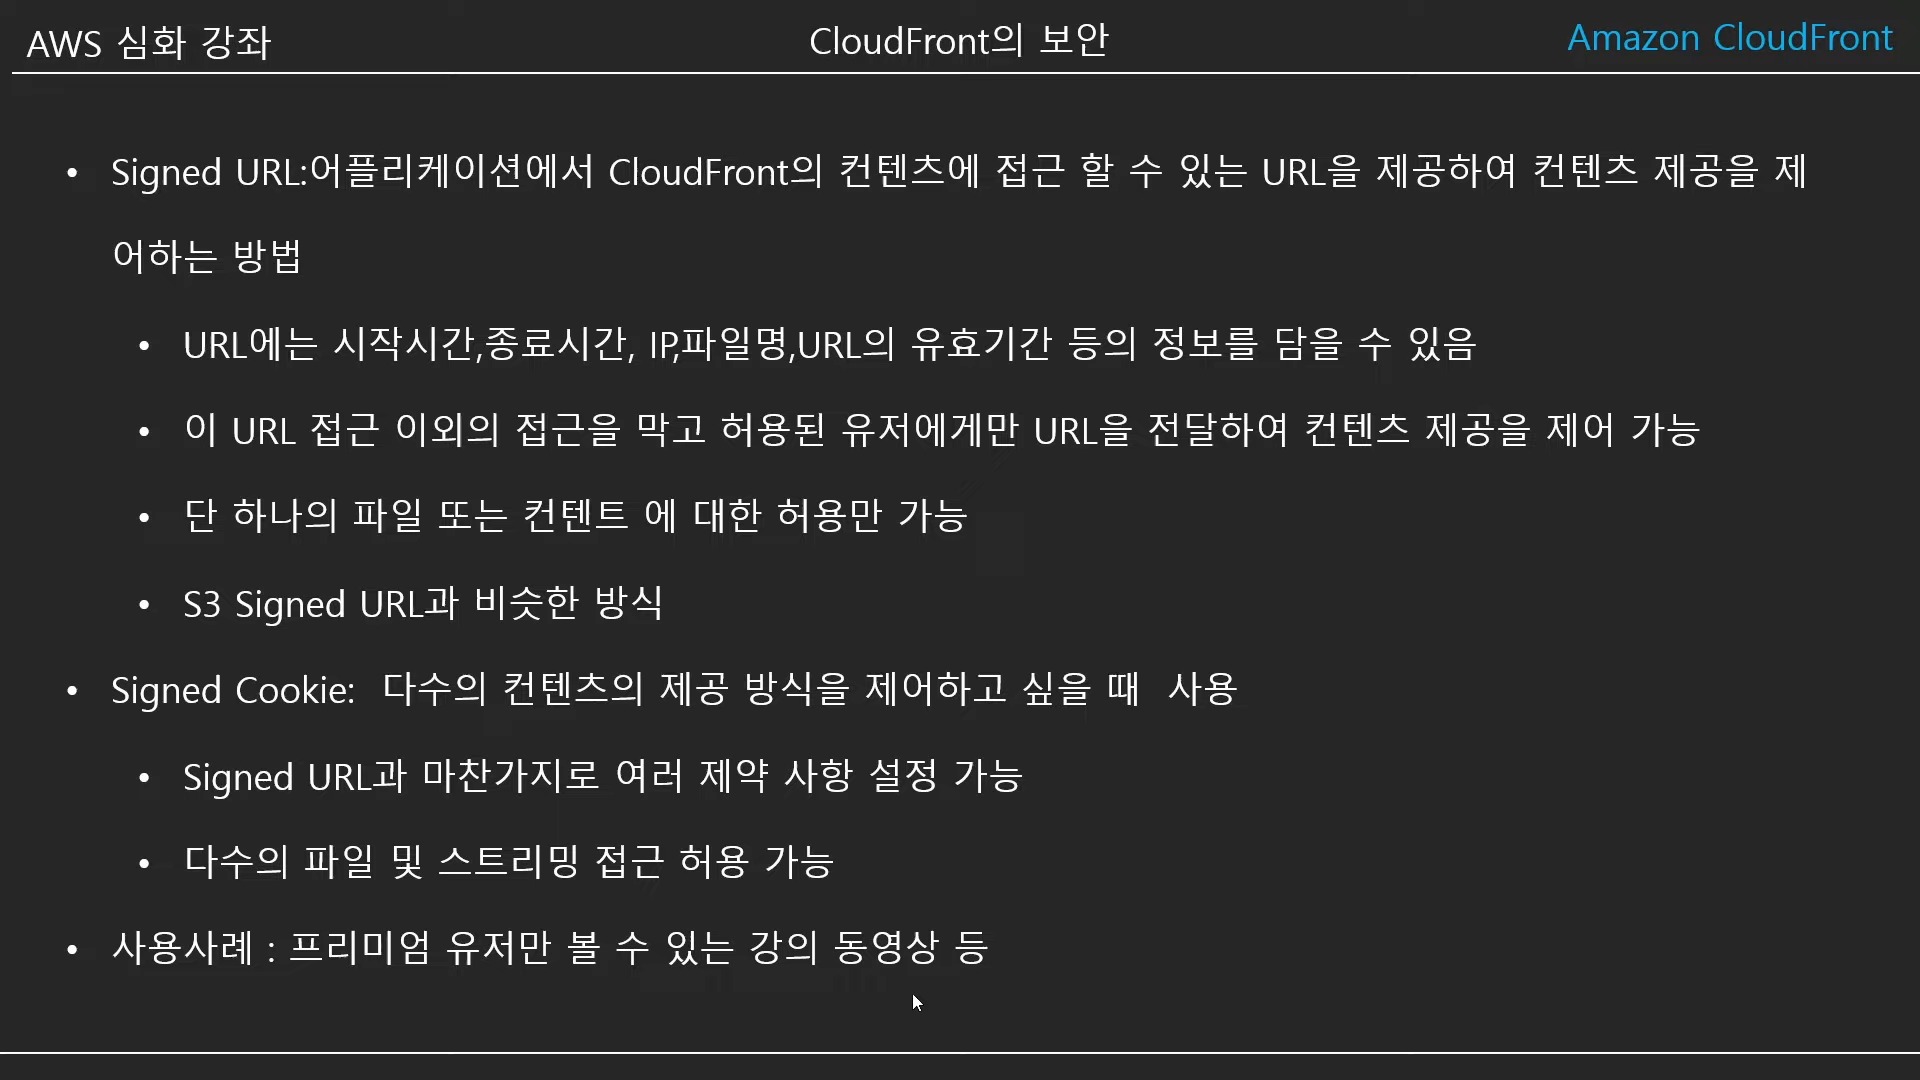 AWS 심화 강좌
CloudFront의 보안
Amazon CloudFront
• Signed URL:어플리케이션에서 CloudFront의 컨텐츠에 접근 할 수 있는 URL을 제공하여 컨텐츠 제공을 제
어하는 방법
• URL에는 시작시간,종료시간, IP,파일명,URL의 유효기간 등의 정보를 담을 수 있음
• 이 URL 접근 이외의 접근을 막고 허용된 유저에게만 URL을 전달하여 컨텐츠 제공을 제어 가능
• 단 하나의 파일 또는 컨텐트 에 대한 허용만 가능
• S3 Signed URL과 비슷한 방식
• Signed Cookie: 다수의 컨텐츠의 제공 방식을 제어하고 싶을 때 사용
• Signed URL과 마찬가지로 여러 제약 사항 설정 가능
• 다수의 파일 및 스트리밍 접근 허용 가능
• 사용사례 : 프리미엄 유저만 볼 수 있는 강의 동영상 등